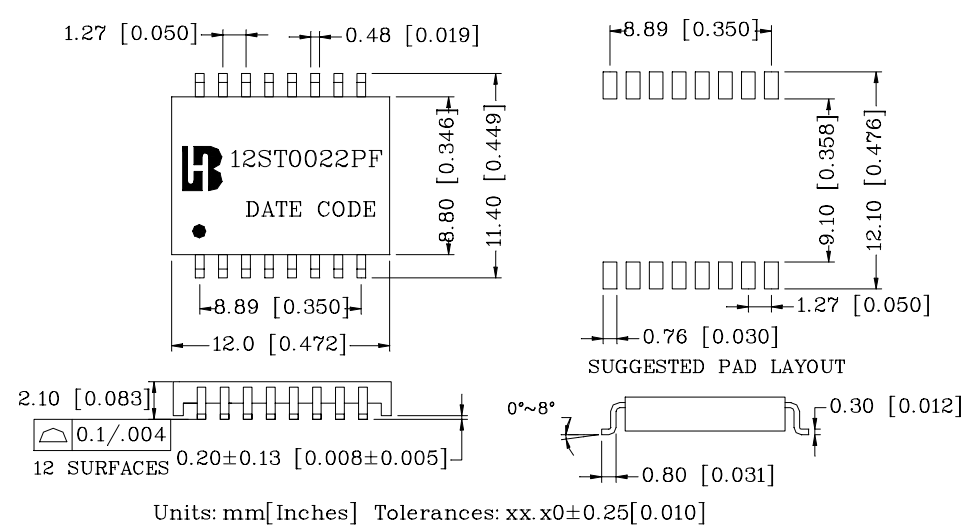 1.27 [0.050]
0.48 [0.019]
8.89 [0.350]
HB
12ST0022PF
DATE CODE
8.80 [0.346]
11.40 [0.449]
9.10 [0.358]
12.10 [0.476]
8.89 [0.350]
12.0 [0.472]
1.27 [0.050]
0.76 [0.030]
SUGGESTED PAD LAYOUT
2.10 [0.083]
0.1/.004
12 SURFACES
0.20±0.13 [0.008±0.005]
0°~8°
0.30 [0.012]
0.80 [0.031]
Units: mm[Inches] Tolerances: xx.x0±0.25[0.010]